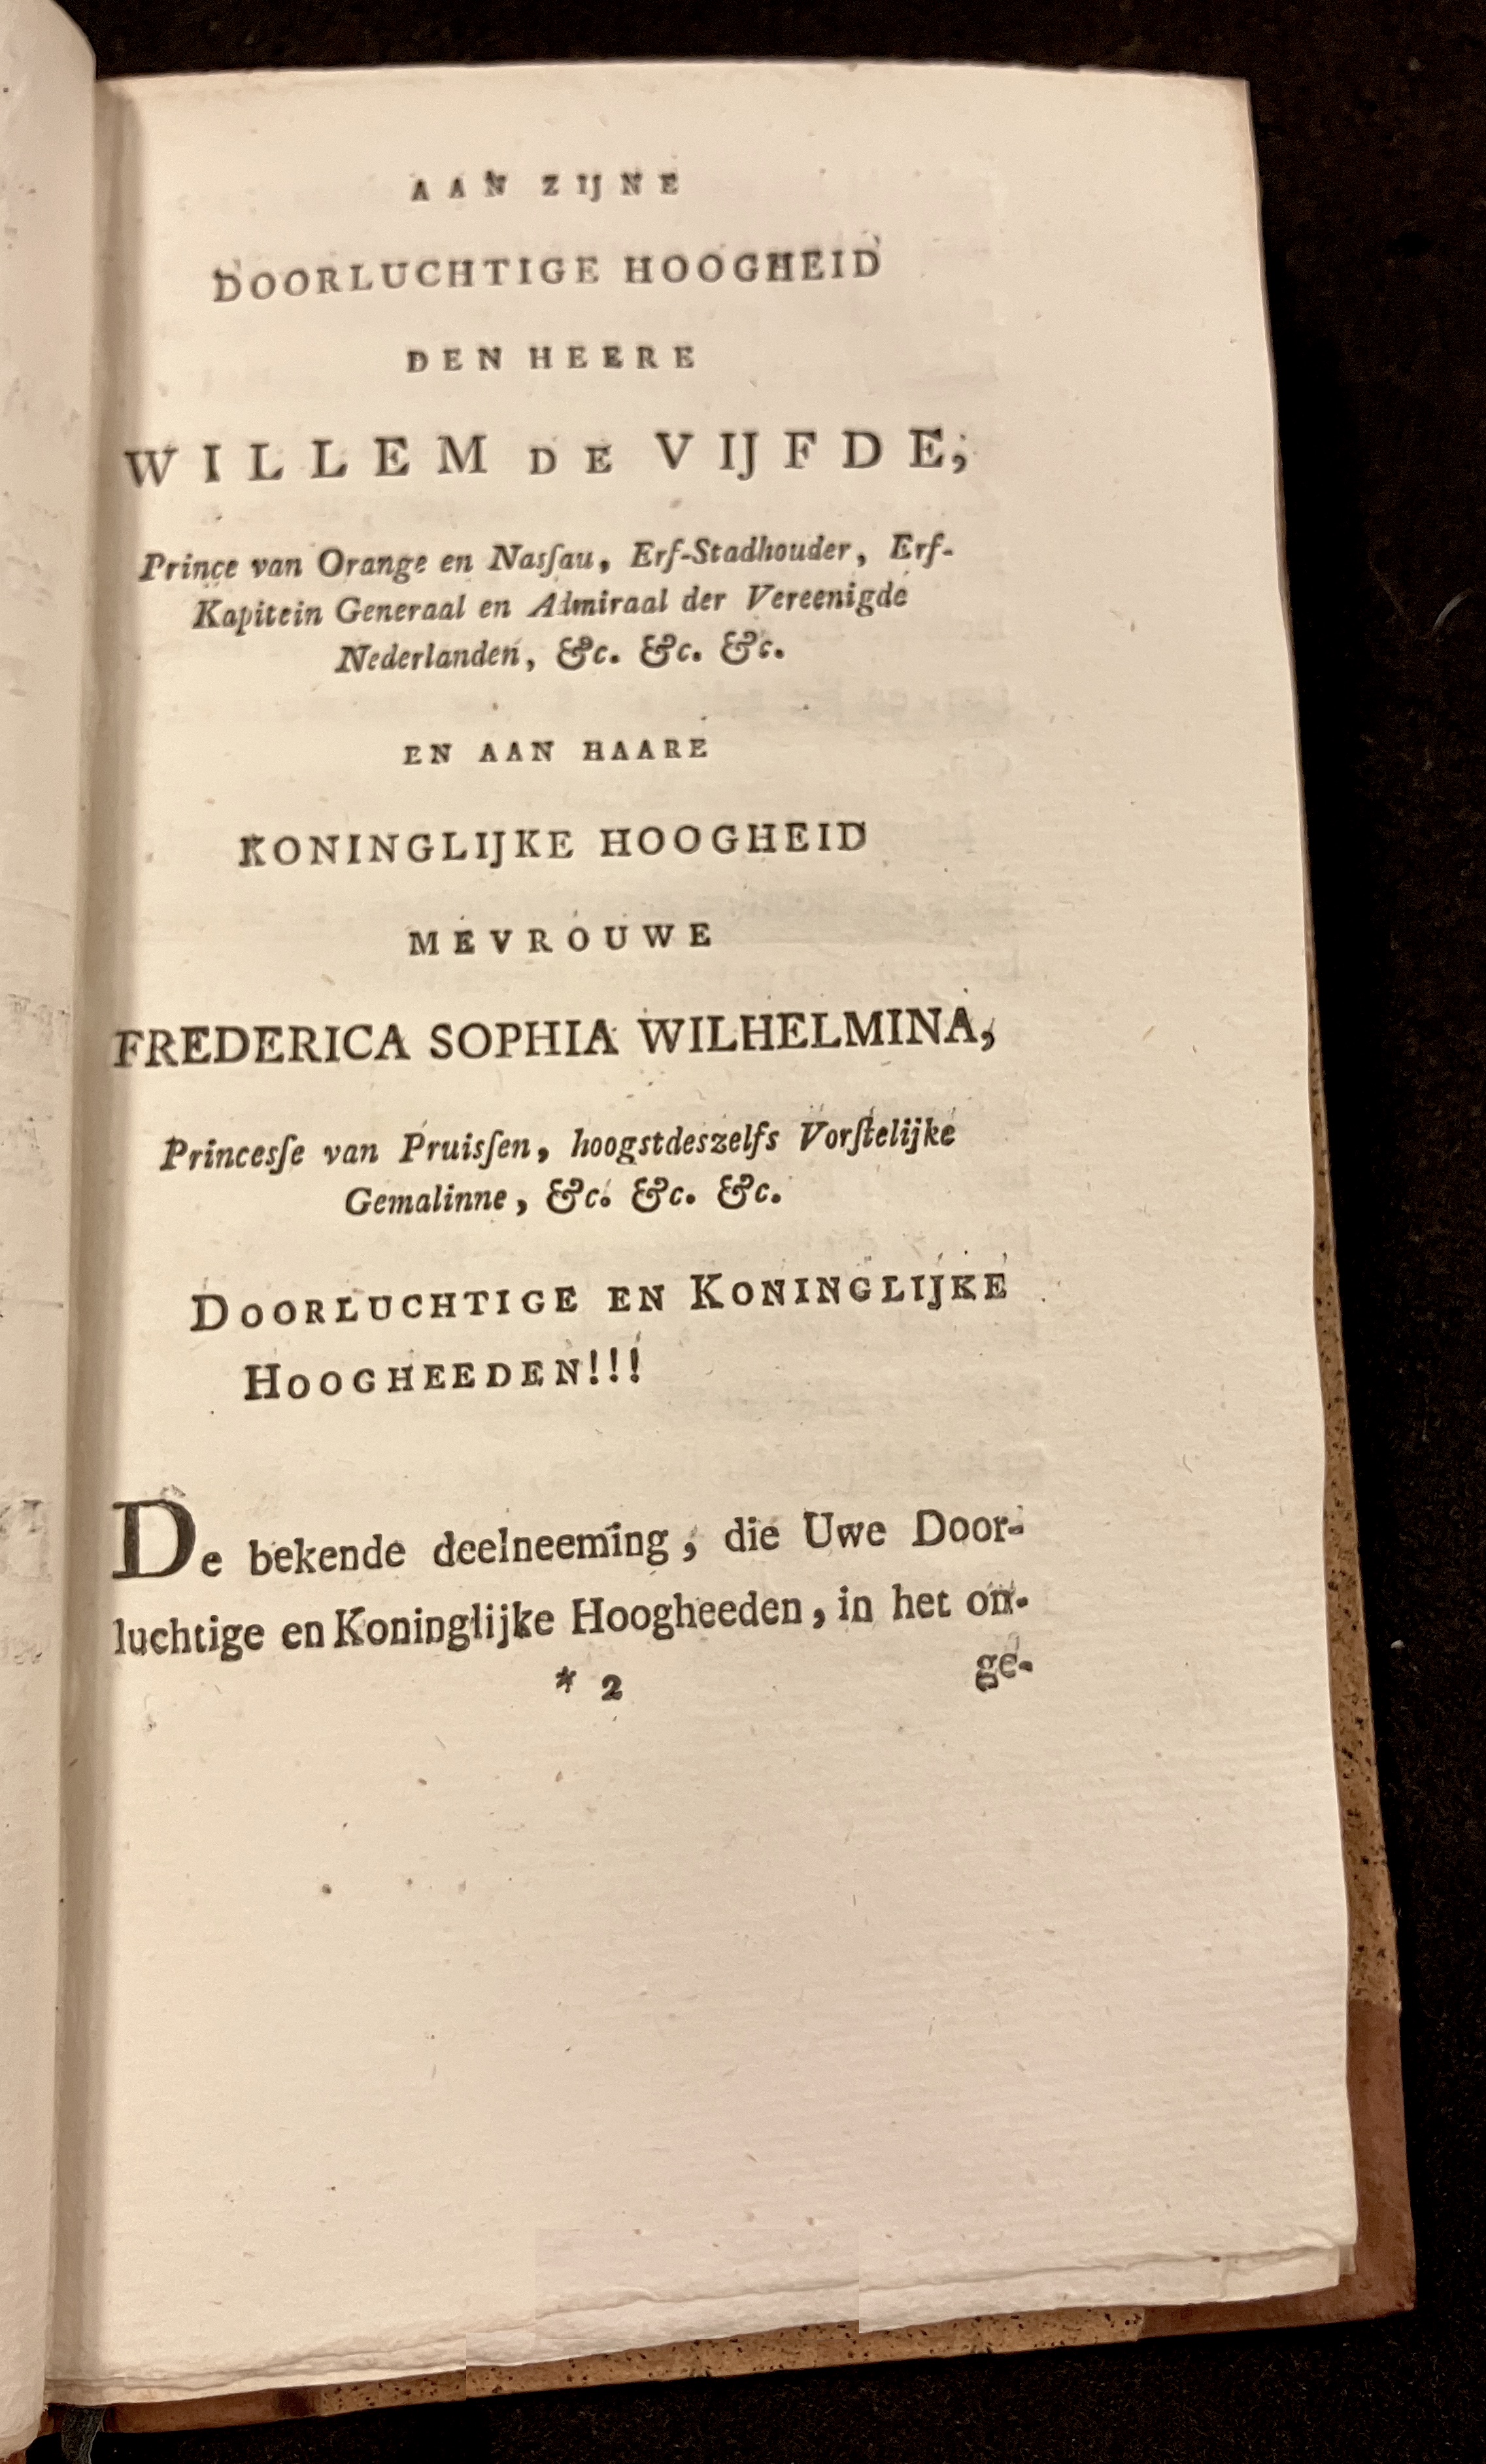 AAN ZIJNE
DOORLUCHTIGE HOOGHEID
DEN HEERE
WILLEM DE VIJFDE,
Prince van Orange en Nasſau, Erf-Stadhouder, Erf-
Kapitein Generaal en Admiraal der Vereenigde
Nederlanden, &c. &c. &c.
EN AAN HAARE
KONINGLIJKE HOOGHEID
MEVROUWE
FREDERICA SOPHIA WILHELMINA,
Princesſe van Pruisſen, hoogstdeszelfs Vorſtelijke
Gemalinne, &c. &c. &c.
DOORLUCHTIGE EN KONINGLIJKE
HOOGHEEDEN!!!
De bekende deelneeming, die Uwe Door-
luchtige en Koninglijke Hoogheeden, in het on-
* 2 ge-